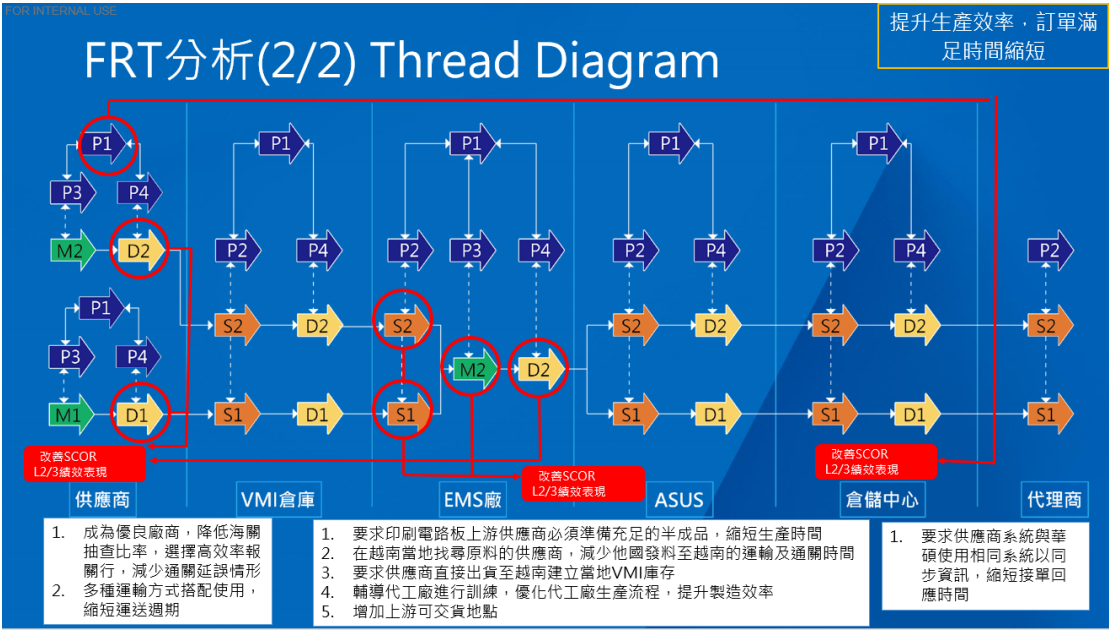 FOR INTERNAL USE
FRT分析(2/2) Thread Diagram
提升生產效率，訂單滿
足時間縮短
P1
P1
P1
P1
P1
P3
P4
M2
D2
P2
P4
P2
P3
P4
P2
P4
P2
P4
P2
P1
S2
D2
S2
S2
D2
S2
D2
S2
P3
P4
M2
D2
M1
D1
S1
D1
S1
S1
D1
S1
D1
S1
改善SCOR
L2/3績效表現
改善SCOR
L2/3績效表現
改善SCOR
L2/3績效表現
供應商
VMI倉庫
EMS廠
ASUS
倉儲中心
代理商
1. 成為優良廠商，降低海關
抽查比率，選擇高效率報
關行，減少通關延誤情形
2. 多種運輸方式搭配使用，
縮短運送週期
1. 要求印刷電路板上游供應商必須準備充足的半成品，縮短生產時間
2. 在越南當地找尋原料的供應商，減少他國發料至越南的運輸及通關時間
3. 要求供應商直接出貨至越南建立當地VMI庫存
4. 輔導代工廠進行訓練，優化代工廠生產流程，提升製造效率
5. 增加上游可交貨地點
1. 要求供應商系統與華
碩使用相同系統以同
步資訊，縮短接單回
應時間